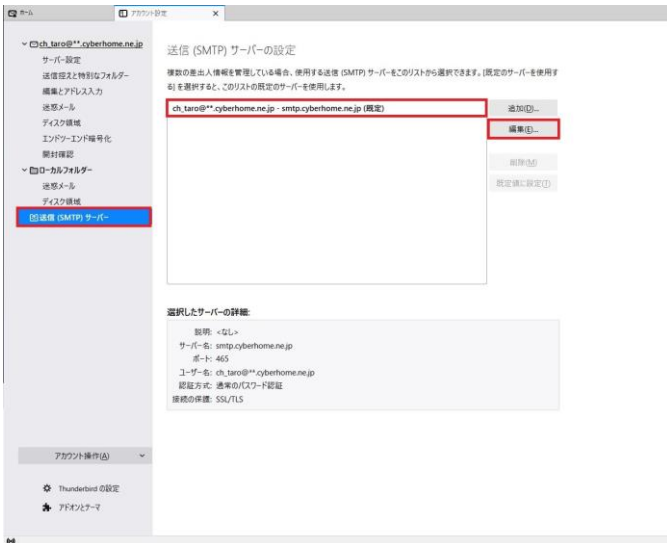 ホーム
アカウント設定
ch_taro@**.cyberhome.ne.jp
サーバー設定
送信控えと特別なフォルダー
編集とアドレス入力
迷惑メール
ディスク領域
エンドツーエンド暗号化
開封確認
ローカルフォルダー
迷惑メール
ディスク領域
送信 (SMTP) サーバー
アカウント操作(A)
Thunderbird の設定
アドオンとテーマ
送信 (SMTP) サーバーの設定
複数の差出人情報を管理している場合、使用する送信 (SMTP) サーバーをこのリストから選択できます。[既定のサーバーを使用す
る] を選択すると、このリストの既定のサーバーを使用します。
ch_taro@**.cyberhome.ne.jp - smtp.cyberhome.ne.jp (既定)
追加(D)...
編集(E)...
削除(M)
既定値に設定(T)
選択したサーバーの詳細:
説明: <なし>
サーバー名: smtp.cyberhome.ne.jp
ポート: 465
ユーザー名: ch_taro@**.cyberhome.ne.jp
認証方式: 通常のパスワード認証
接続の保護: SSL/TLS